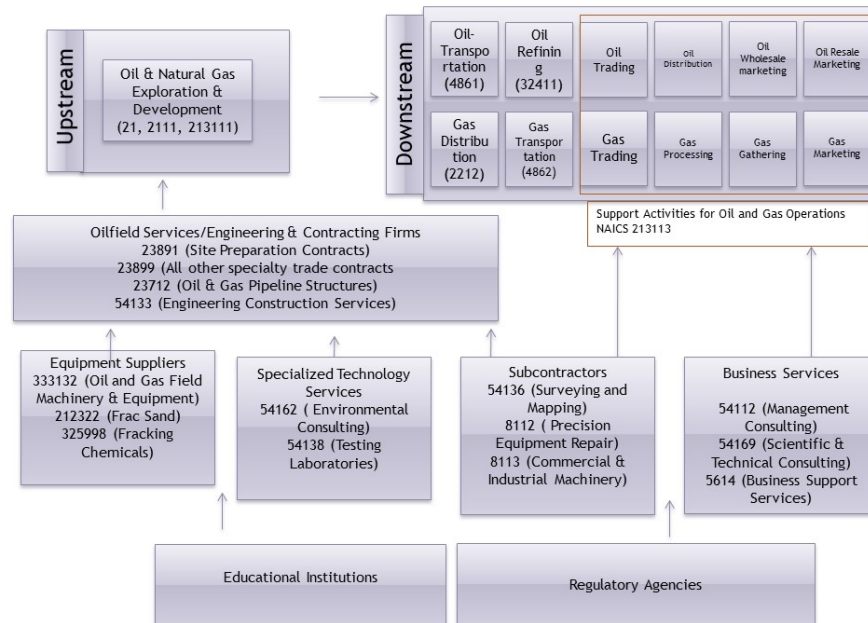 Upstream
Oil & Natural Gas
Exploration &
Development
(21, 2111, 213111)
Downstream
Oil-
Transpo
rtation
(4861)
Oil
Refinin
g
(32411)
Oil
Trading
Oil
Distribution
Oil
Wholesale
marketing
Oil Resale
Marketing
Gas
Distribu
tion
(2212)
Gas
Transpor
tation
(4862)
Gas
Trading
Gas
Processing
Gas
Gathering
Gas
Marketing
Support Activities for Oil and Gas Operations
NAICS 213113
Oilfield Services/Engineering & Contracting Firms
23891 (Site Preparation Contracts)
23899 (All other specialty trade contracts
23712 (Oil & Gas Pipeline Structures)
54133 (Engineering Construction Services)
Equipment Suppliers
333132 (Oil and Gas Field
Machinery & Equipment)
212322 (Frac Sand)
325998 (Fracking
Chemicals)
Specialized Technology
Services
54162 ( Environmental
Consulting)
54138 (Testing
Laboratories)
Subcontractors
54136 (Surveying and
Mapping)
8112 ( Precision
Equipment Repair)
8113 (Commercial &
Industrial Machinery)
Business Services
54112 (Management
Consulting)
54169 (Scientific &
Technical Consulting)
5614 (Business Support
Services)
Educational Institutions
Regulatory Agencies